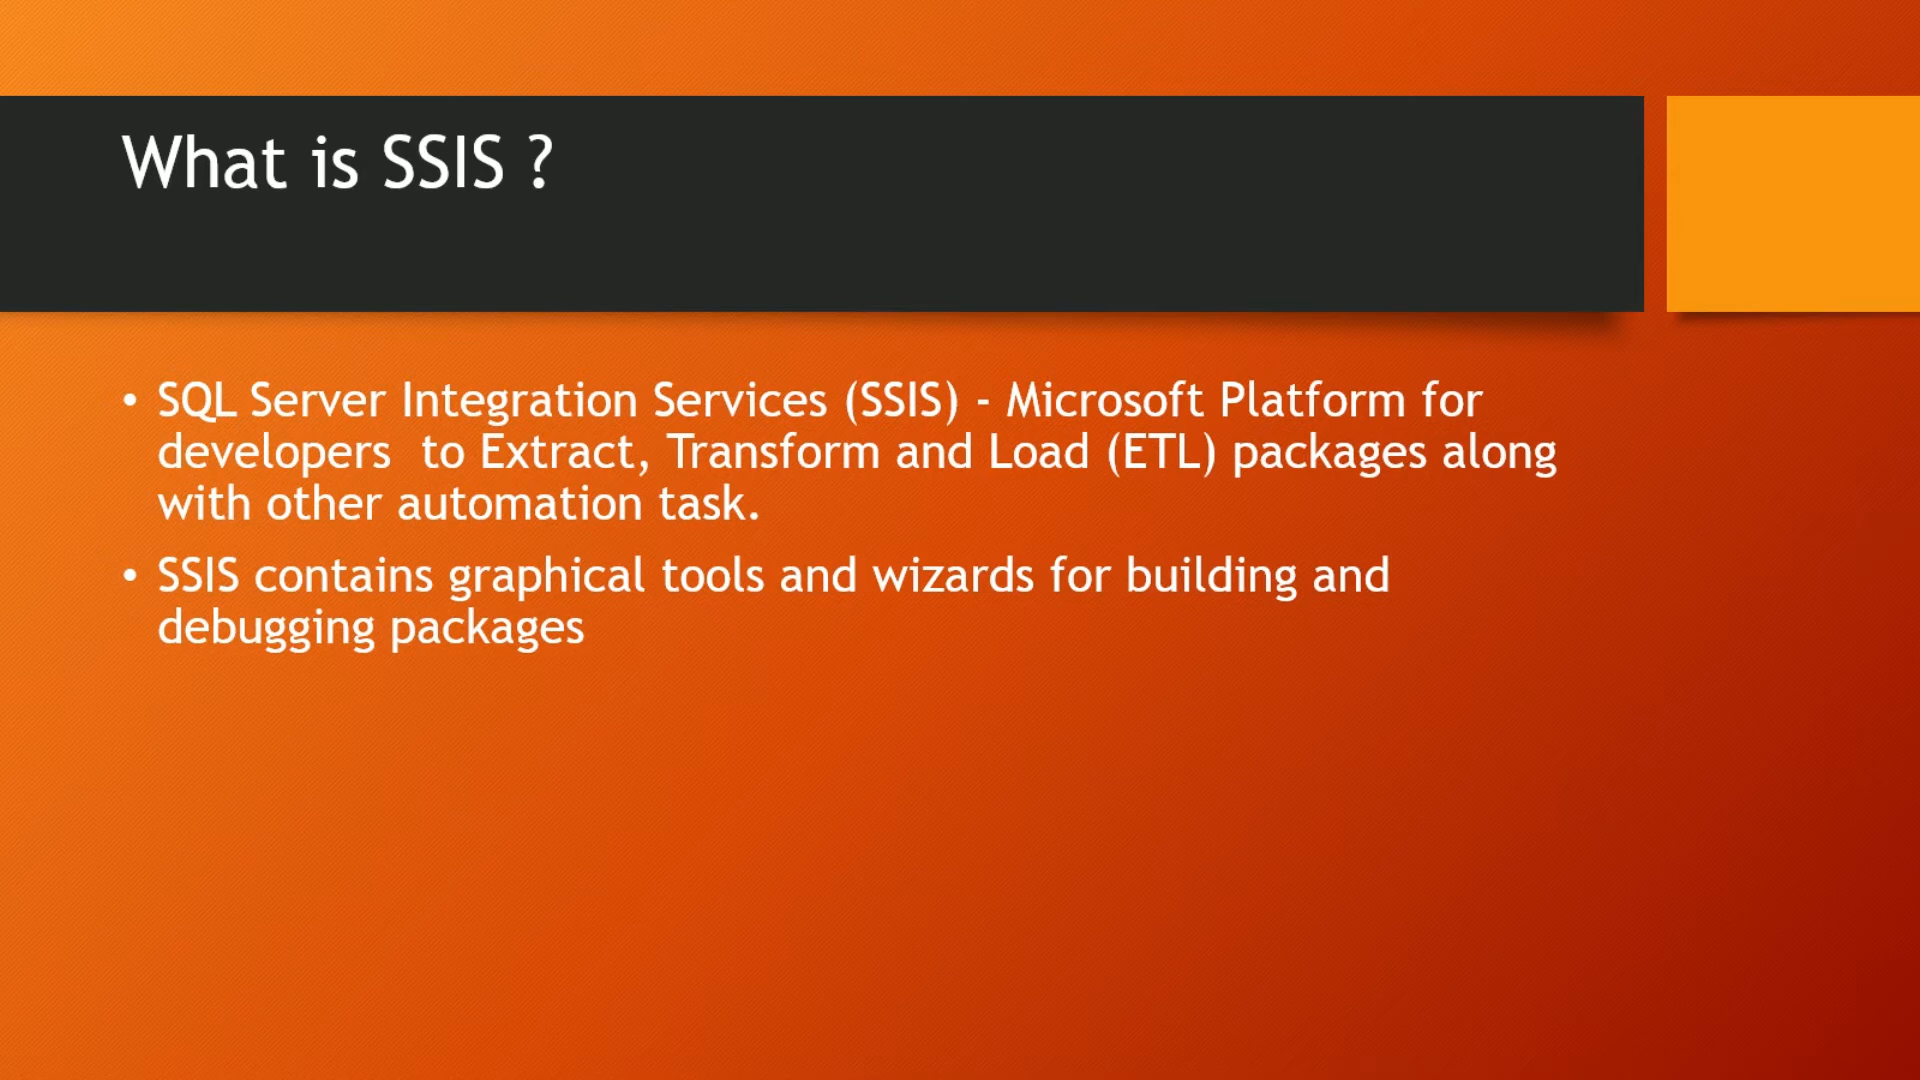 What is SSIS ?
• SQL Server Integration Services (SSIS) - Microsoft Platform for
developers  to Extract, Transform and Load (ETL) packages along
with other automation task.
• SSIS contains graphical tools and wizards for building and
debugging packages